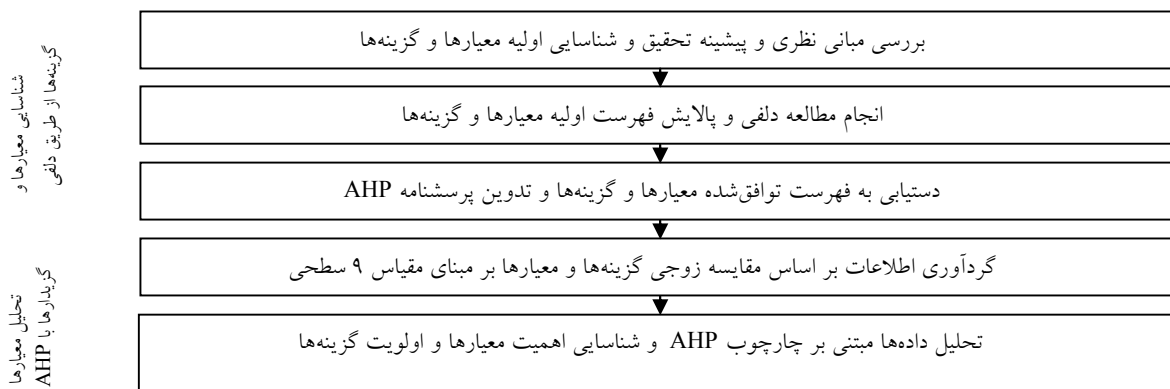 بررسی مبانی نظری و پیشینه تحقیق و شناسایی اولیه معیارها و گزینه‌ها
انجام مطالعه دلفی و پالایش فهرست اولیه معیارها و گزینه‌ها
دستیابی به فهرست توافق‌شده معیارها و گزینه‌ها و تدوین پرسشنامه AHP
شناسایی معیارها و
گزینه‌ها از طریق دلفی
گردآوری اطلاعات بر اساس مقایسه زوجی گزینه‌ها و معیارها بر مبنای مقیاس ۹ سطحی
تحلیل داده‌ها مبتنی بر چارچوب AHP و شناسایی اهمیت معیارها و اولویت گزینه‌ها
تحلیل معیارها
گزیدارها با AHP